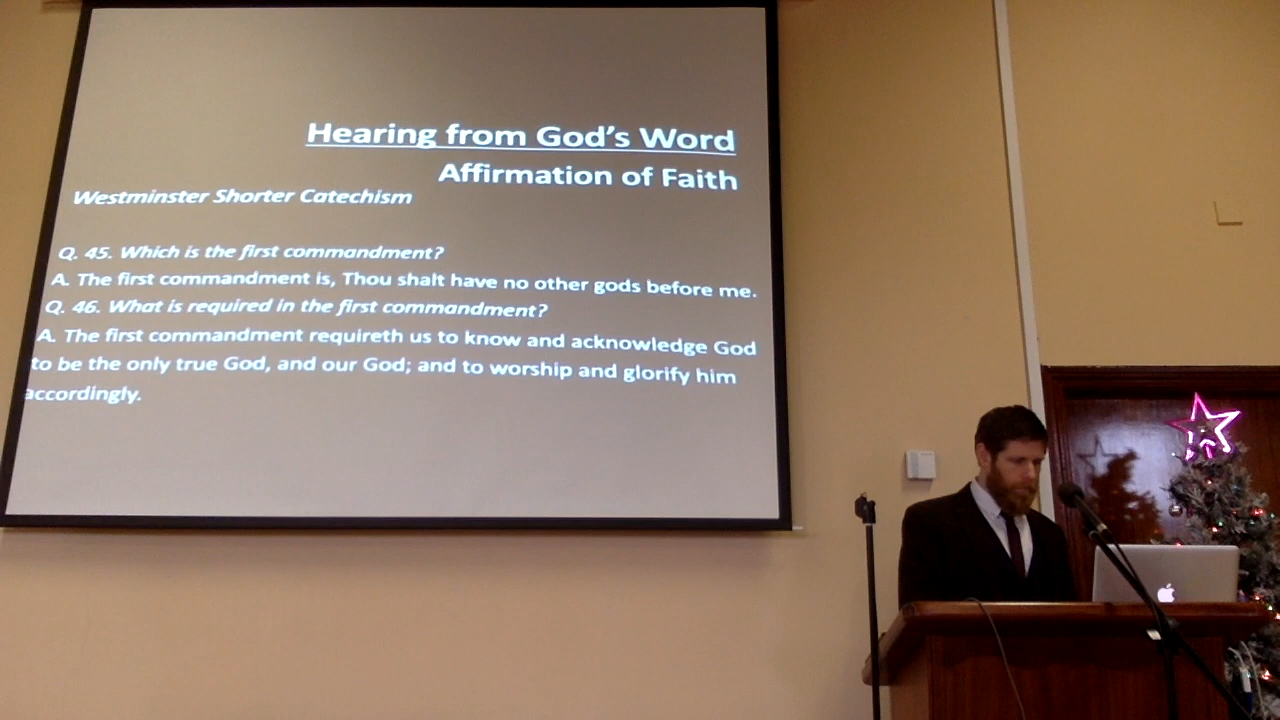 Hearing from God's Word
Affirmation of Faith
Westminster Shorter Catechism
Q. 45. Which is the first commandment?
A. The first commandment is, Thou shalt have no other gods before me.
Q. 46. What is required in the first commandment?
A. The first commandment requireth us to know and acknowledge God
to be the only true God, and our God; and to worship and glorify him
accordingly.